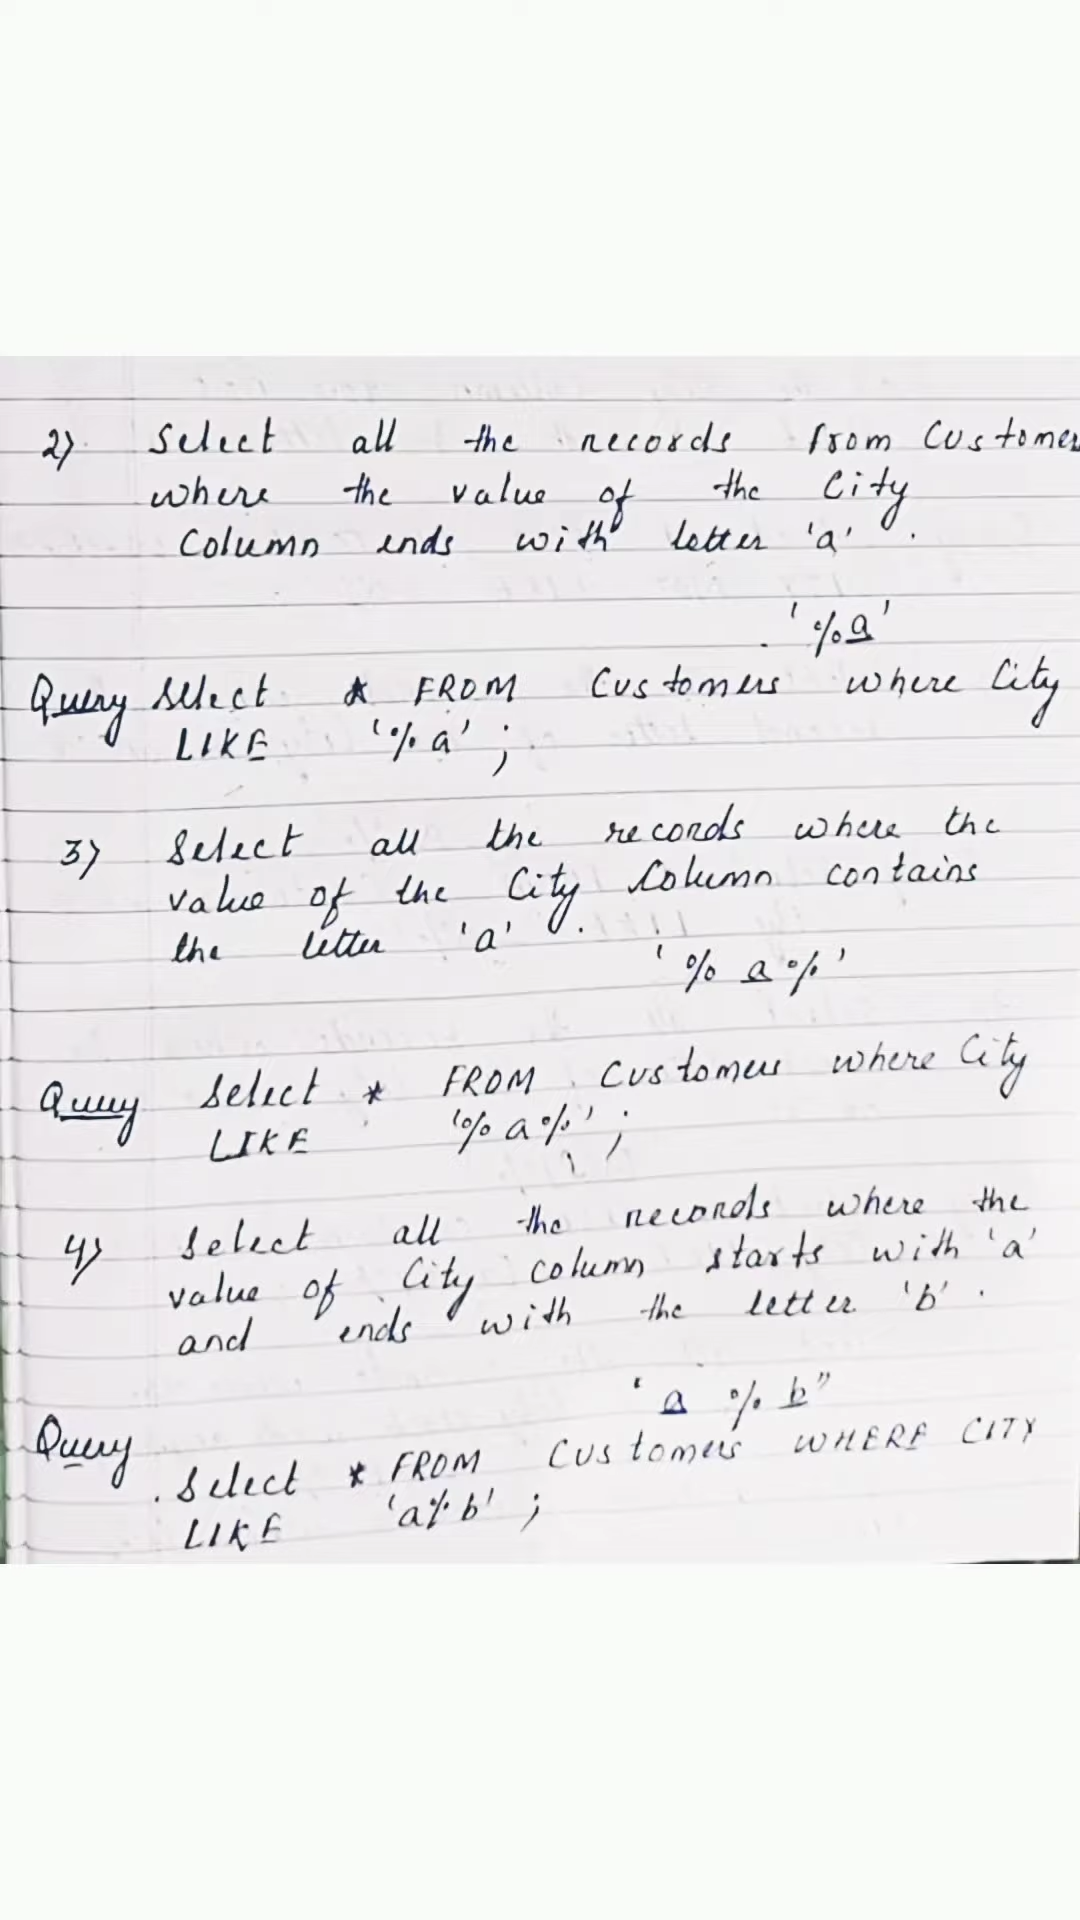 2) Select all the records from Customer
where the value of the City
Column ends with letter 'a' .
'%a'
Query Select * FROM Customers where City
LIKE '%a' ;
3) Select all the records where the
value of the City Column contains
the letter 'a' .
'% a %'
Query Select * FROM Customers where City
LIKE '%a%' ;
4) Select all the records where the
value of City column starts with 'a'
and ends with the letter 'b' .
' a % b"
Query
Select * FROM Customers WHERE CITY
LIKE 'a%b' ;